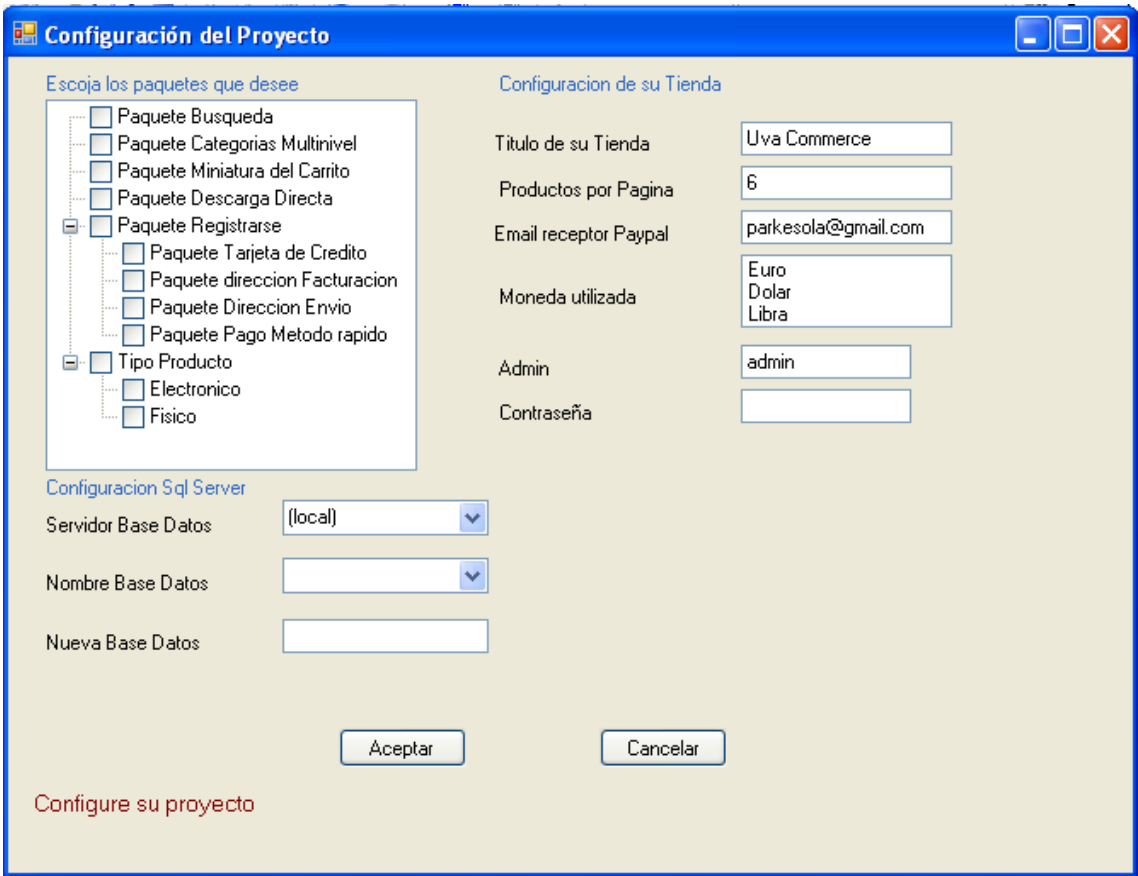 Configuración del Proyecto
Escoja los paquetes que desee
Paquete Busqueda
Paquete Categorias Multinivel
Paquete Miniatura del Carrito
Paquete Descarga Directa
Paquete Registrarse
Paquete Tarjeta de Credito
Paquete direccion Facturacion
Paquete Direccion Envio
Paquete Pago Metodo rapido
Tipo Producto
Electronico
Fisico
Configuracion Sql Server
Servidor Base Datos
(local)
Nombre Base Datos
Nueva Base Datos
Configuracion de su Tienda
Titulo de su Tienda
Uva Commerce
Productos por Pagina
6
Email receptor Paypal
parkesola@gmail.com
Moneda utilizada
Euro
Dolar
Libra
Admin
admin
Contraseña
Aceptar
Cancelar
Configure su proyecto